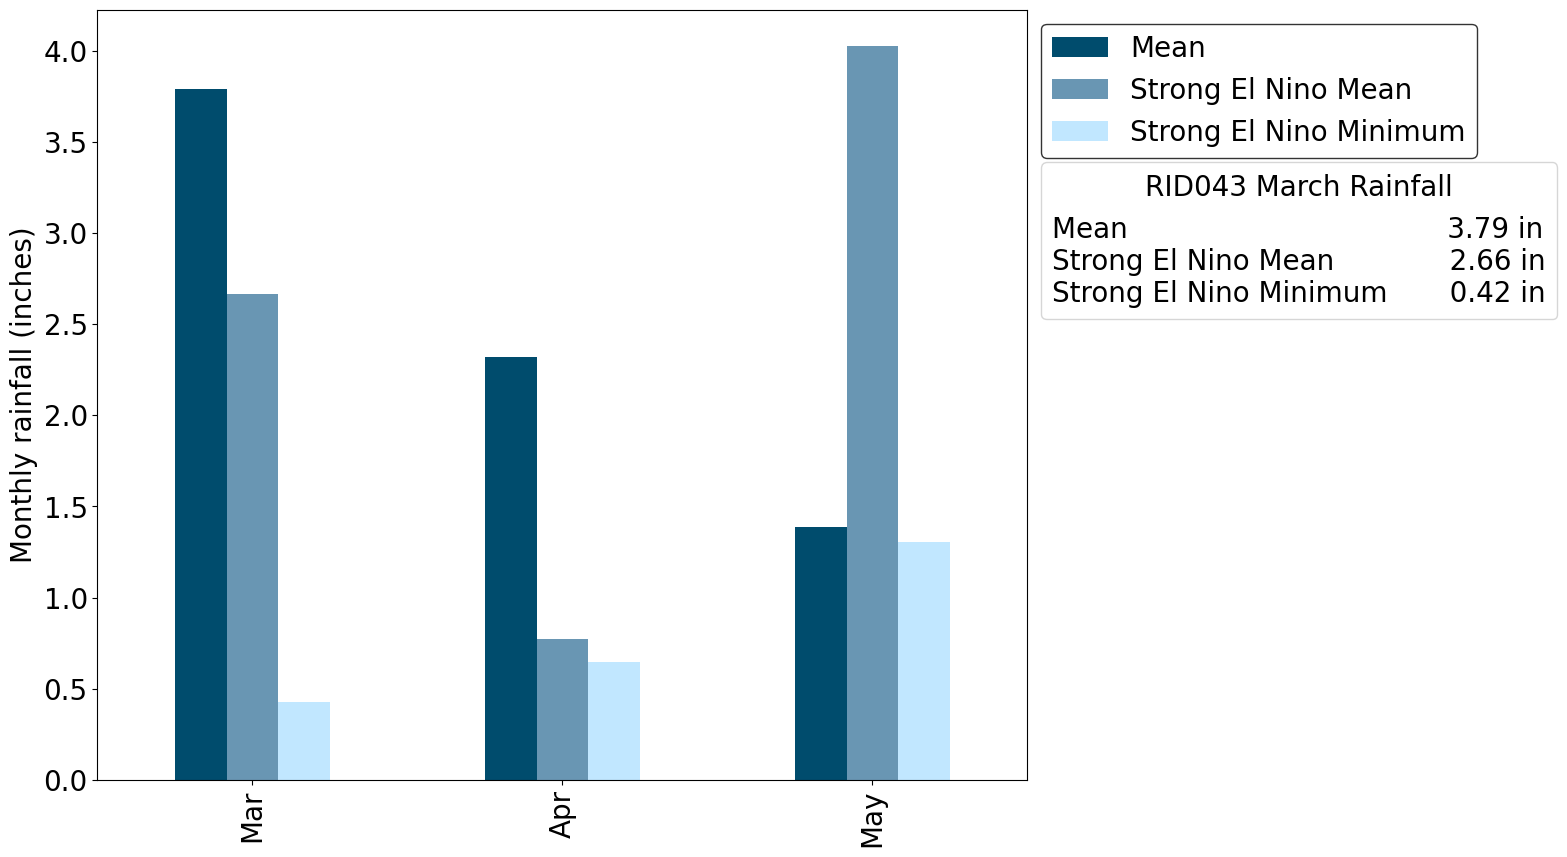 Monthly rainfall (inches)
4.0
3.5
3.0
2.5
2.0
1.5
1.0
0.5
0.0
Mar
Apr
May
Mean
Strong El Nino Mean
Strong El Nino Minimum
RID043 March Rainfall
Mean 3.79 in
Strong El Nino Mean 2.66 in
Strong El Nino Minimum 0.42 in